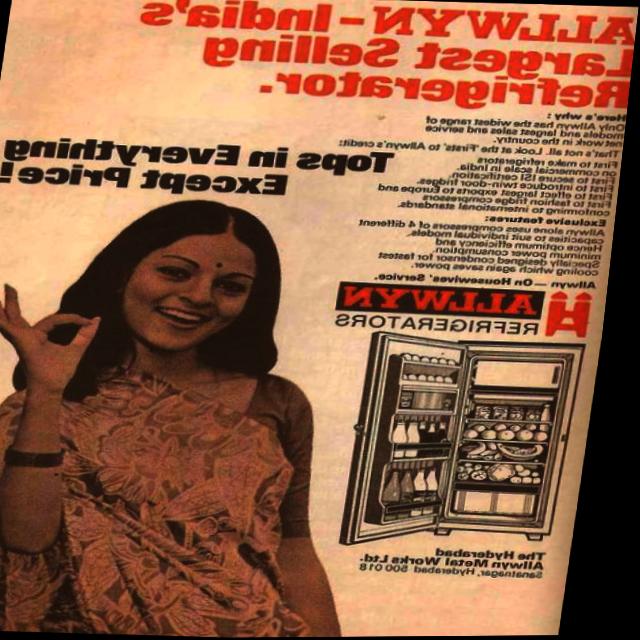 ALLWYN-India's
Largest Selling
Refrigerator.
Tops in Everything
Except Price!
Here's why:
Only Allwyn has the widest range of
models and largest sales and service
net work in the country.
That's not all. Look at the 'Firsts' to Allwyn's credit:
First to make refrigerators
on commercial scale in India.
First to secure ISI certification.
First to introduce twin-door fridges.
First to effect largest exports to Europe and
First to fashion fridge compressors
conforming to international standards.
Exclusive features:
Allwyn alone uses compressors of 4 different
capacities to suit individual models.
Hence optimum efficiency and
minimum power consumption.
Specially designed condensor for fastest
cooling which again saves power.
Allwyn — On Housewives' Service.
ALLWYN
REFRIGERATORS
The Hyderabad
Allwyn Metal Works Ltd.
Sanatnagar, Hyderabad 500 018